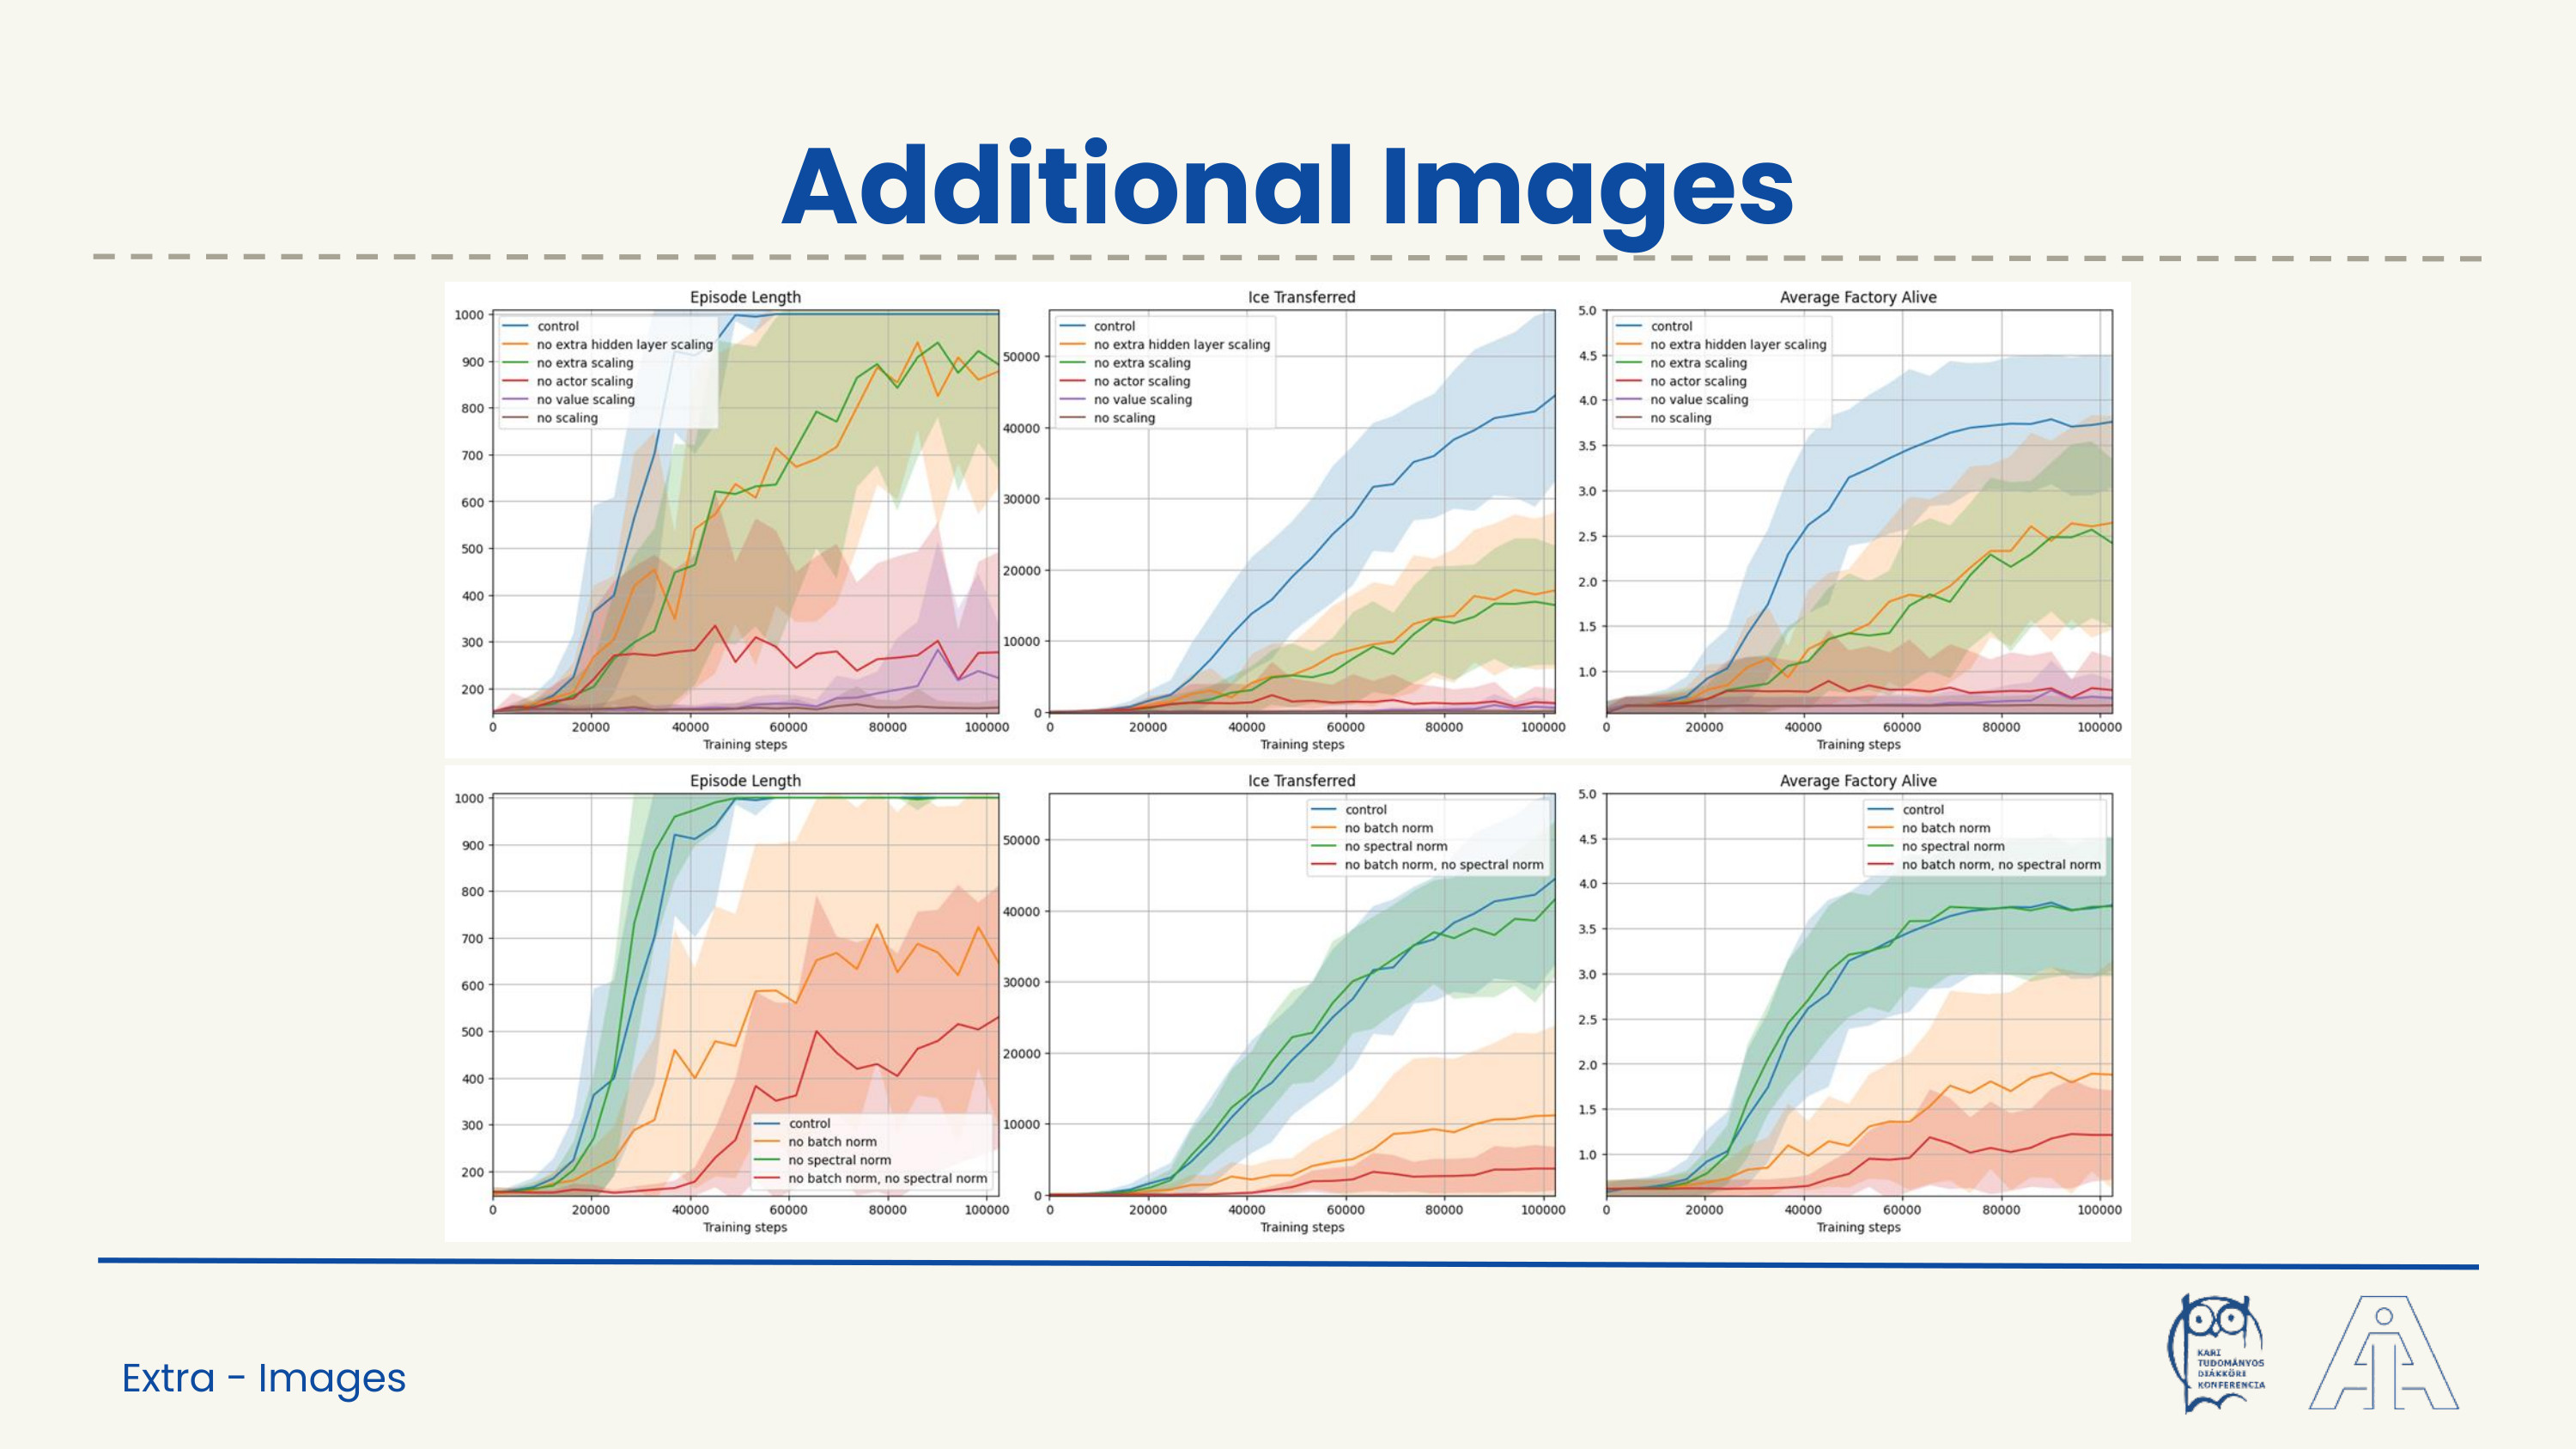 Additional Images
Episode Length
1000
900
800
700
600
500
400
300
200
control
no extra hidden layer scaling
no extra scaling
no actor scaling
no value scaling
no scaling
0 20000 40000 60000 80000 100000
Training steps
Ice Transferred
50000
40000
30000
20000
10000
0
control
no extra hidden layer scaling
no extra scaling
no actor scaling
no value scaling
no scaling
0 20000 40000 60000 80000 100000
Training steps
Average Factory Alive
5.0
4.5
4.0
3.5
3.0
2.5
2.0
1.5
1.0
control
no extra hidden layer scaling
no extra scaling
no actor scaling
no value scaling
no scaling
0 20000 40000 60000 80000 100000
Training steps
Episode Length
1000
900
800
700
600
500
400
300
200
control
no batch norm
no spectral norm
no batch norm, no spectral norm
0 20000 40000 60000 80000 100000
Training steps
Ice Transferred
50000
40000
30000
20000
10000
0
control
no batch norm
no spectral norm
no batch norm, no spectral norm
0 20000 40000 60000 80000 100000
Training steps
Average Factory Alive
5.0
4.5
4.0
3.5
3.0
2.5
2.0
1.5
1.0
control
no batch norm
no spectral norm
no batch norm, no spectral norm
0 20000 40000 60000 80000 100000
Training steps
Extra - Images
KARI
TUDOMÁNYOS
DIÁKKÖRI
KONFERENCIA